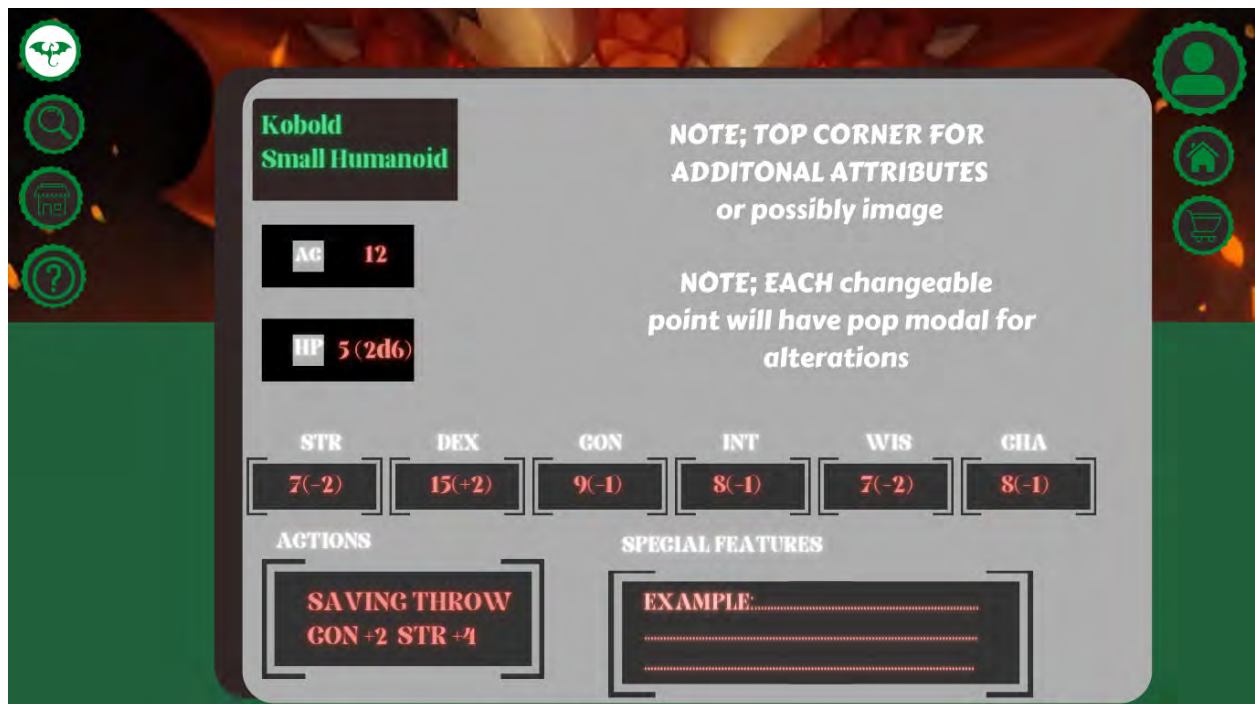 Kobold
Small Humanoid
NOTE; TOP CORNER FOR
ADDITONAL ATTRIBUTES
or possibly image
AC 12
NOTE; EACH changeable
point will have pop modal for
alterations
HP 5 (2d6)
STR DEX CON INT WIS CHA
7(-2) 15(+2) 9(-1) 8(-1) 7(-2) 8(-1)
ACTIONS SPECIAL FEATURES
SAVING THROW
CON +2 STR +4
EXAMPLE:................................................................
................................................................
................................................................
?